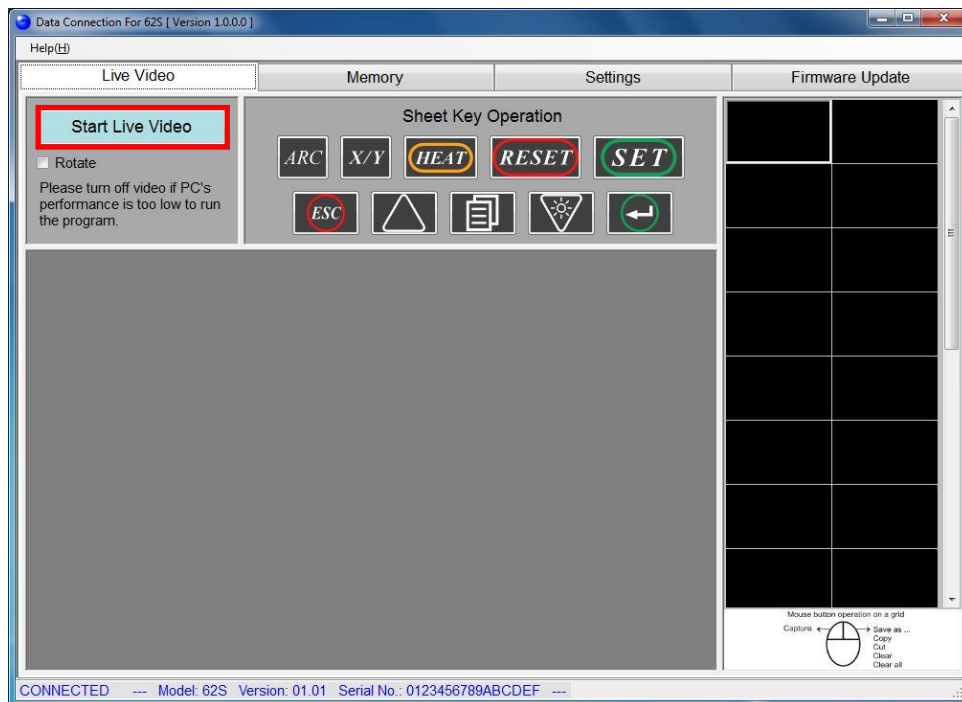 Data Connection For 62S [ Version 1.0.0.0 ]
Help(H)
Live Video
Memory
Settings
Firmware Update
Start Live Video
Rotate
Please turn off video if PC's
performance is too low to run
the program.
Sheet Key Operation
ARC
X/Y
HEAT
RESET
SET
ESC
Mouse button operation on a grid
Capture
Save as ...
Copy
Cut
Clear
Clear all
CONNECTED --- Model: 62S Version: 01.01 Serial No.: 0123456789ABCDEF ---